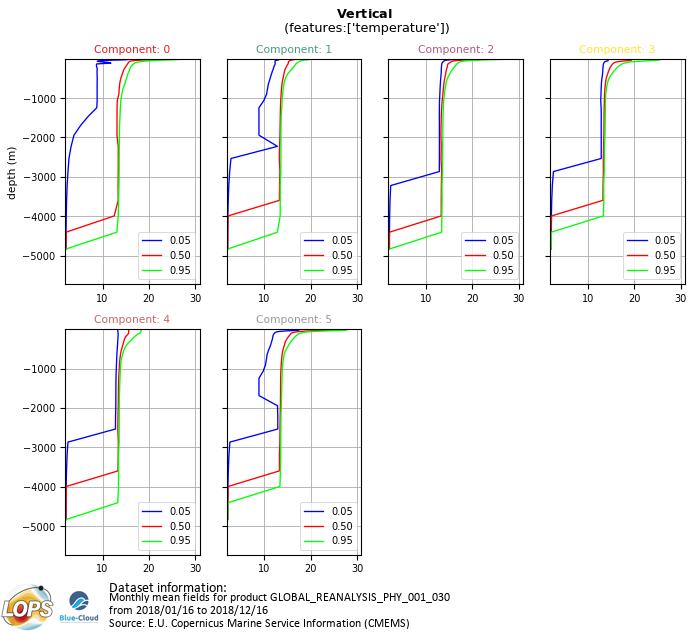 Vertical
(features:['temperature'])
Component: 0
Component: 1
Component: 2
Component: 3
depth (m)
−1000
−2000
−3000
−4000
−5000
0.05
0.50
0.95
0.05
0.50
0.95
0.05
0.50
0.95
0.05
0.50
0.95
10 20 30
10 20 30
10 20 30
10 20 30
Component: 4
Component: 5
−1000
−2000
−3000
−4000
−5000
0.05
0.50
0.95
0.05
0.50
0.95
10 20 30
10 20 30
LOPS
Blue-Cloud
Dataset information:
Monthly mean fields for product GLOBAL_REANALYSIS_PHY_001_030
from 2018/01/16 to 2018/12/16
Source: E.U. Copernicus Marine Service Information (CMEMS)